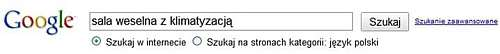 Google sala weselna z klimatyzacją Szukaj Szukanie zaawansowane
Szukaj w internecie Szukaj na stronach kategorii: język polski